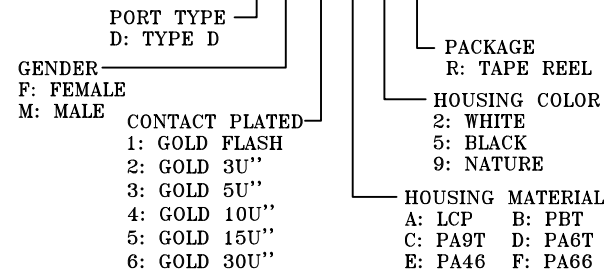 PORT TYPE
D: TYPE D
GENDER
F: FEMALE
M: MALE
CONTACT PLATED
1: GOLD FLASH
2: GOLD 3U''
3: GOLD 5U''
4: GOLD 10U''
5: GOLD 15U''
6: GOLD 30U''
PACKAGE
R: TAPE REEL
HOUSING COLOR
2: WHITE
5: BLACK
9: NATURE
HOUSING MATERIAL
A: LCP B: PBT
C: PA9T D: PA6T
E: PA46 F: PA66